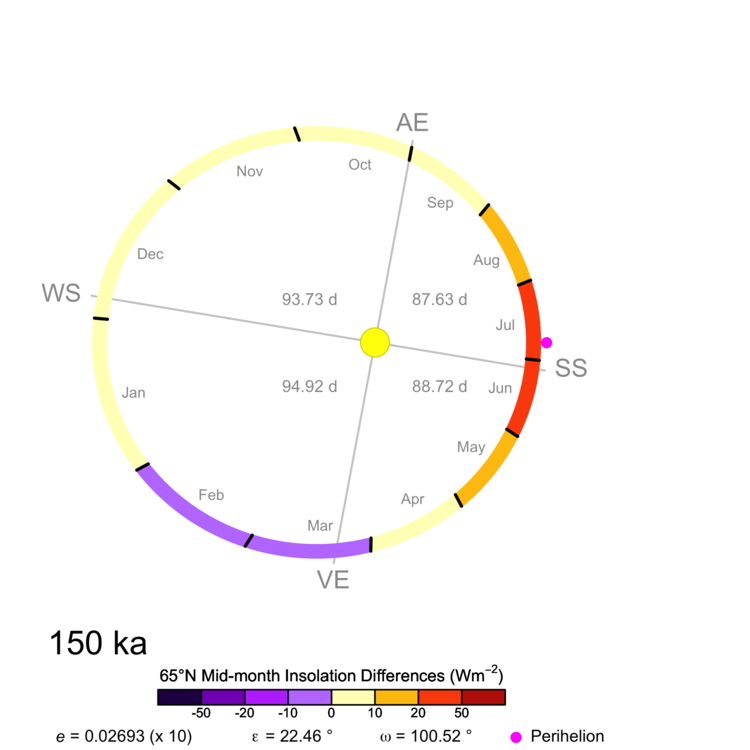 AE
Oct
Nov
Sep
Dec
Aug
WS
93.73 d
87.63 d
Jul
SS
94.92 d
88.72 d
Jun
Jan
May
Feb
Apr
Mar
VE
150 ka
65°N Mid-month Insolation Differences (Wm⁻²)
-50 -20 -10 0 10 20 50
e = 0.02693 (x 10) ε = 22.46 ° ω = 100.52 ° Perihelion